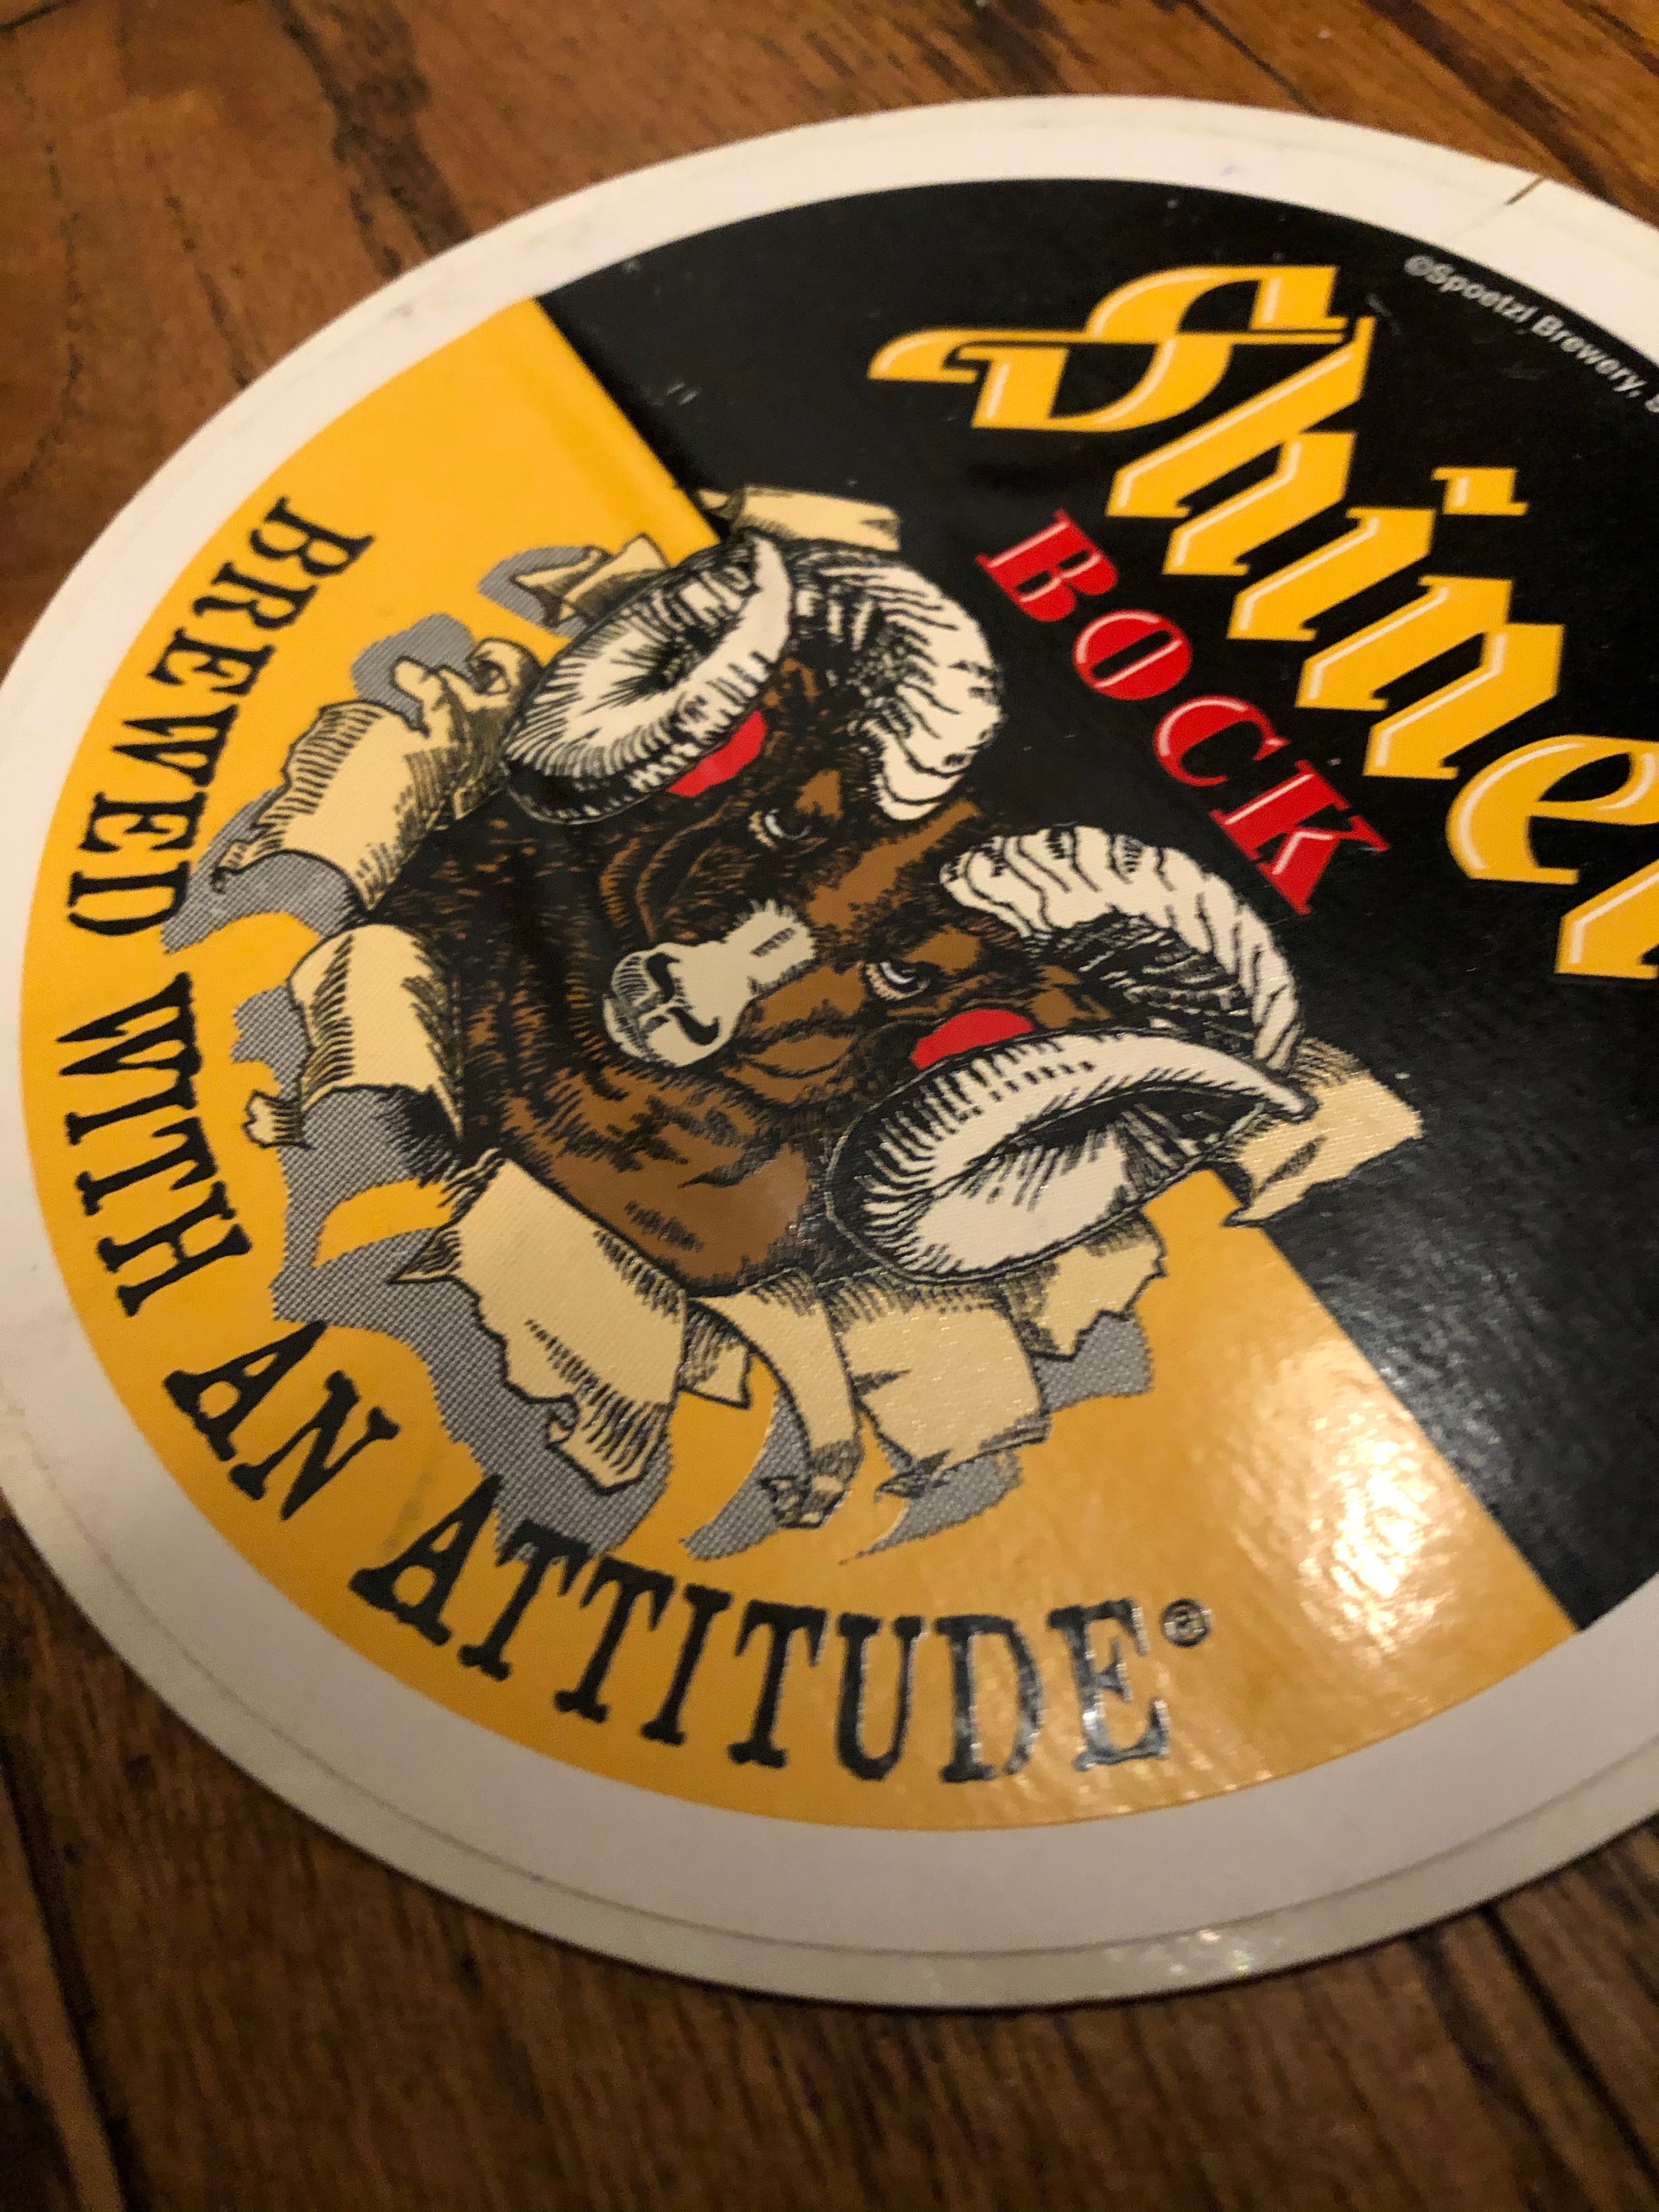 ©Spoetzl Brewery,
Shiner
BOCK
BREWED WITH AN ATTITUDE®